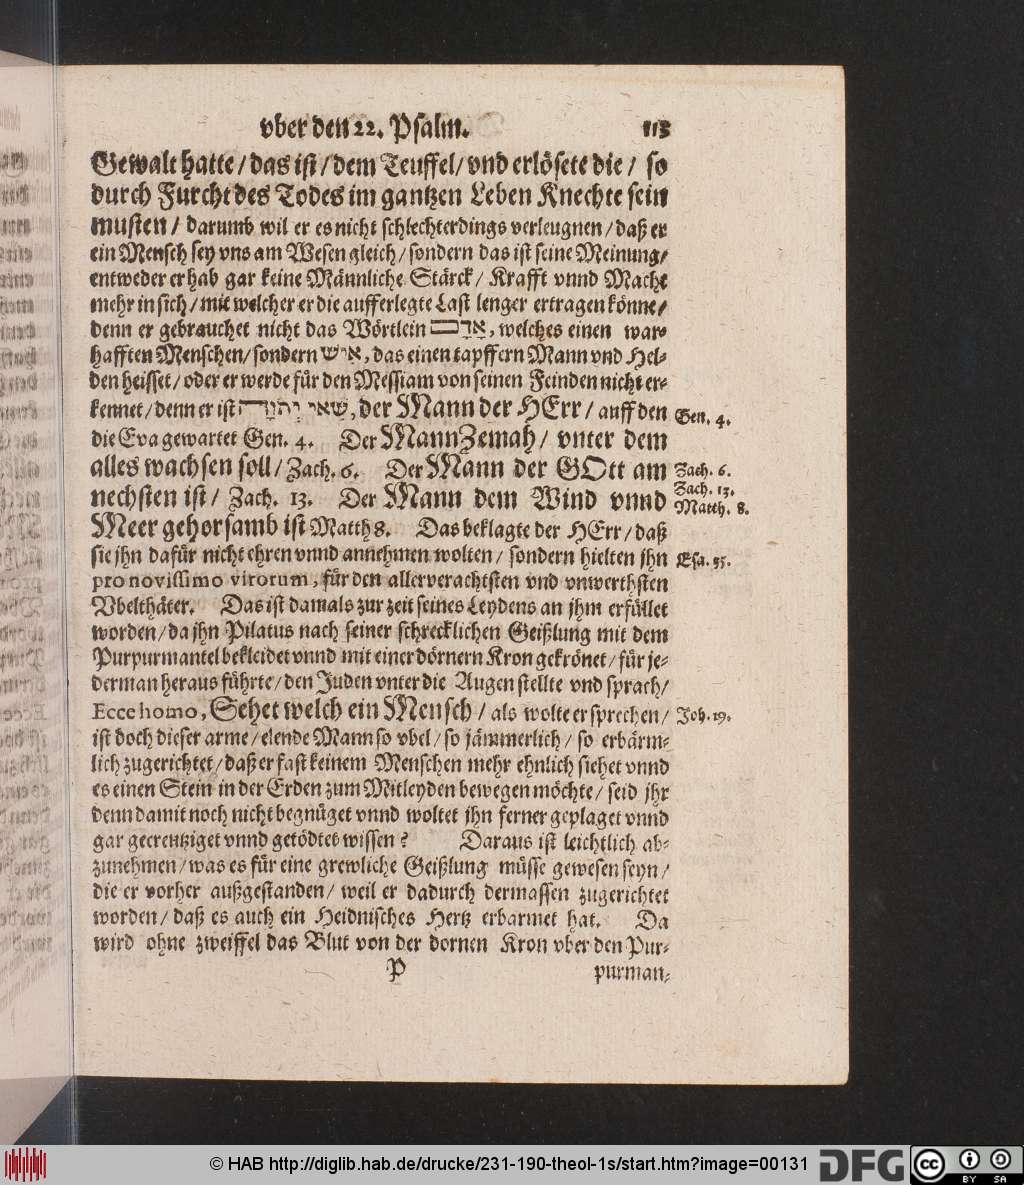 vber den 22. Psalm. 113
Gewalt hatte / das ist / dem Teuffel / vnd erlösete die / so
durch Furcht des Todes im gantzen Leben Knechte sein
musten / darumb wil er es nicht schlechterdings verleugnen / daß er
ein Mensch sey vns am Wesen gleich / sondern das ist seine Meinung /
entweder er hab gar keine Männliche Stärck / Krafft vnnd Macht
mehr in sich / mit welcher er die aufferlegte Last lenger ertragen könne /
denn er gebrauchet nicht das Wörtlein אָדָם, welches einen war-
hafften Menschen / sondern אִישׁ, das einen tapffern Mann vnd Hel-
den heisset / oder er werde für den Messiam von seinen Feinden nicht er-
kennet / denn er ist יְהֹוָה, der Mann der HErr / auff den
Gen. 4.
die Eva gewartet Gen. 4. Der Mann Zemah / vnter dem
alles wachsen soll / Zach. 6. Der Mann der GOtt am
Zach. 6.
nechsten ist / Zach. 13. Der Mann dem Wind vnnd
Zach. 13.
Matth. 8.
Meer gehorsamb ist Matth 8. Das beklagte der HErr / daß
sie jhn dafür nicht ehren vnnd annehmen wolten / sondern hielten jhn
Esa. 53.
pro novissimo virorum, für den allerverachtsten vnd vnwerthsten
Vbelthäter. Das ist damals zur zeit seines Leydens an jhm erfüllet
worden / da jhn Pilatus nach seiner schrecklichen Geißlung mit dem
Purpurmantel bekleidet vnnd mit einer dörnern Kron gekrönet / für je-
derman heraus führte / den Juden vnter die Augen stellte vnd sprach /
Ecce homo, Sehet welch ein Mensch / als wolte er sprechen /
Joh. 19.
ist doch dieser arme / elende Mann so vbel / so jämmerlich / so erbärm-
lich zugerichtet / daß er fast keinem Menschen mehr ehnlich siehet vnnd
es einen Stein in der Erden zum Mitleyden bewegen möchte / seid jhr
denn damit noch nicht begnüget vnnd woltet jhn ferner geplaget vnnd
gar gecreutziget vnnd getödtet wissen ? Daraus ist leichtlich ab-
zunehmen / was es für eine grewliche Geißlung müsse gewesen seyn /
die er vorher außgestanden / weil er dadurch dermassen zugerichtet
worden / daß es auch ein Heidnisches Hertz erbarmet hat. Da
wird ohne zweiffel das Blut von der dornen Kron vber den Pur-
P purman-
© HAB http://diglib.hab.de/drucke/231-190-theol-1s/start.htm?image=00131
DFG
CC BY SA